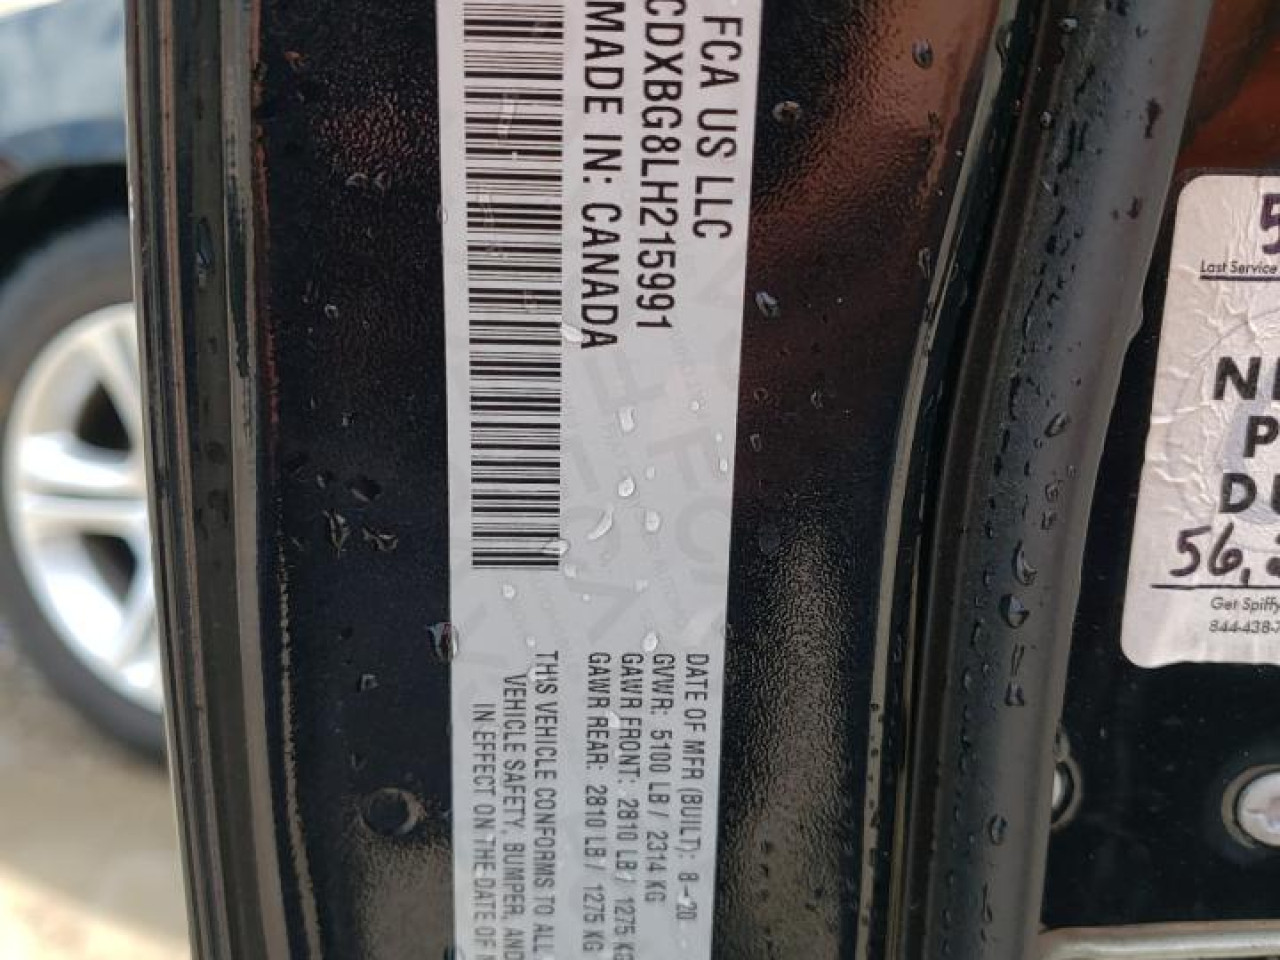 FCA US LLC
CDXBG8LH215991
MADE IN: CANADA
DATE OF MFR (BUILT): 8-20
GVWR: 5100 LB / 2314 KG
GAWR FRONT: 2810 LB / 1275 KG
GAWR REAR: 2810 LB / 1275 KG
THIS VEHICLE CONFORMS TO ALL
VEHICLE SAFETY, BUMPER, AND
IN EFFECT ON THE DATE OF
5
Last Service
N
P
D
56,
Get Spiffy
844-438-